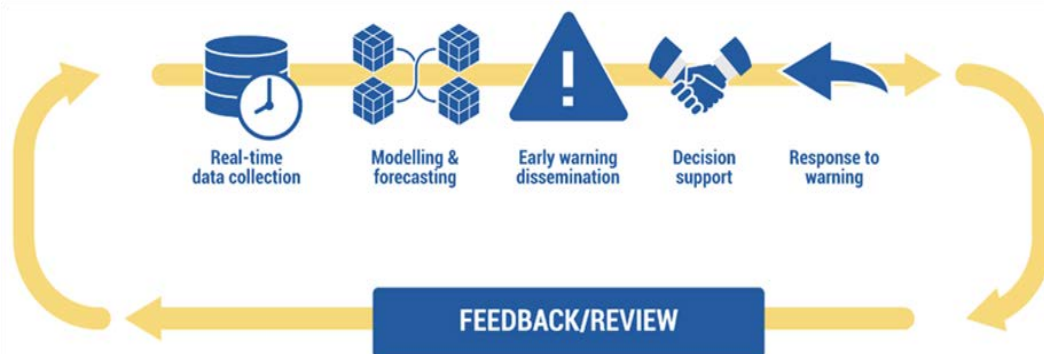 Real-time
data collection
Modelling &
forecasting
Early warning
dissemination
Decision
support
Response to
warning
FEEDBACK/REVIEW